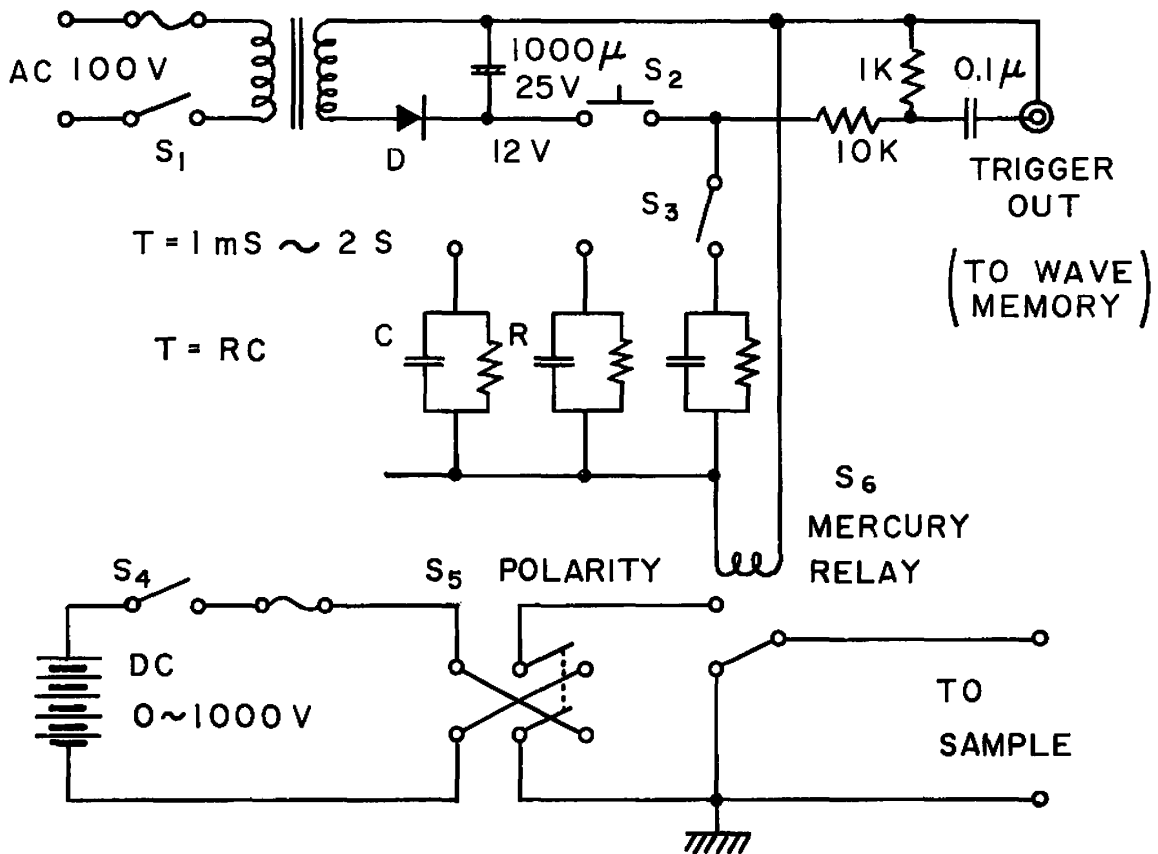 AC 100V
S1
D
1000μ
25V
12V
S2
1K
0.1μ
10K
TRIGGER
OUT
(TO WAVE
MEMORY)
S3
T = 1mS ~ 2 S
T = RC
C
R
S6
MERCURY
RELAY
S4
S5
POLARITY
DC
0~1000V
TO
SAMPLE